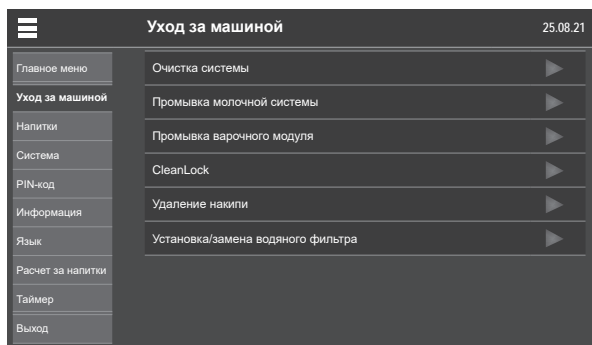 Уход за машиной
25.08.21
Главное меню
Уход за машиной
Напитки
Система
PIN-код
Информация
Язык
Расчет за напитки
Таймер
Выход
Очистка системы
Промывка молочной системы
Промывка варочного модуля
CleanLock
Удаление накипи
Установка/замена водяного фильтра